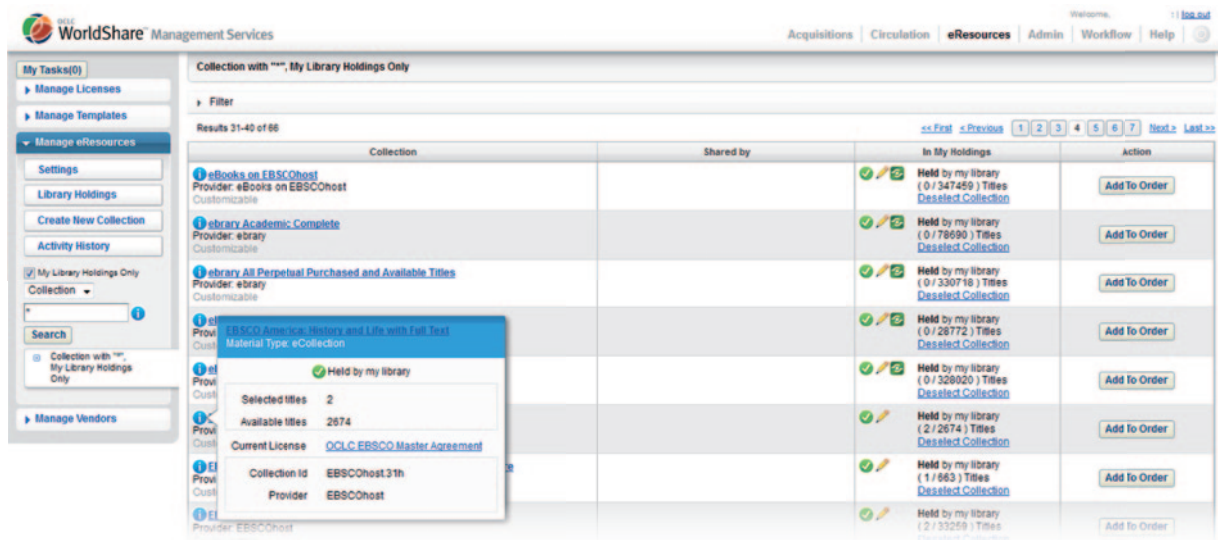 OCLC
WorldShare™ Management Services
Welcome, log out
Acquisitions Circulation eResources Admin Workflow Help
My Tasks(0)
Manage Licenses
Manage Templates
Manage eResources
Settings
Library Holdings
Create New Collection
Activity History
My Library Holdings Only
Collection
*
Search
Collection with "*",
My Library Holdings
Only
Manage Vendors
Collection with "*", My Library Holdings Only
Filter
Results 31-40 of 66
<< First < Previous 1 2 3 4 5 6 7 Next > Last >>
Collection Shared by In My Holdings Action
eBooks on EBSCOhost
Provider: eBooks on EBSCOhost
Customizable
Held by my library
( 0 / 347459 ) Titles
Deselect Collection
Add To Order
ebrary Academic Complete
Provider: ebrary
Customizable
Held by my library
( 0 / 78690 ) Titles
Deselect Collection
Add To Order
ebrary All Perpetual Purchased and Available Titles
Provider: ebrary
Customizable
Held by my library
( 0 / 330718 ) Titles
Deselect Collection
Add To Order
Held by my library
( 0 / 28772 ) Titles
Deselect Collection
Add To Order
Held by my library
( 0 / 328020 ) Titles
Deselect Collection
Add To Order
Held by my library
( 2 / 2674 ) Titles
Deselect Collection
Add To Order
Held by my library
( 1 / 663 ) Titles
Deselect Collection
Add To Order
Provider: EBSCOhost
Held by my library
( 2 / 33259 ) Titles
Deselect Collection
Add To Order
EBSCO America: History and Life with Full Text
Material Type: eCollection
Held by my library
Selected titles 2
Available titles 2674
Current License OCLC EBSCO Master Agreement
Collection Id EBSCOhost.31h
Provider EBSCOhost